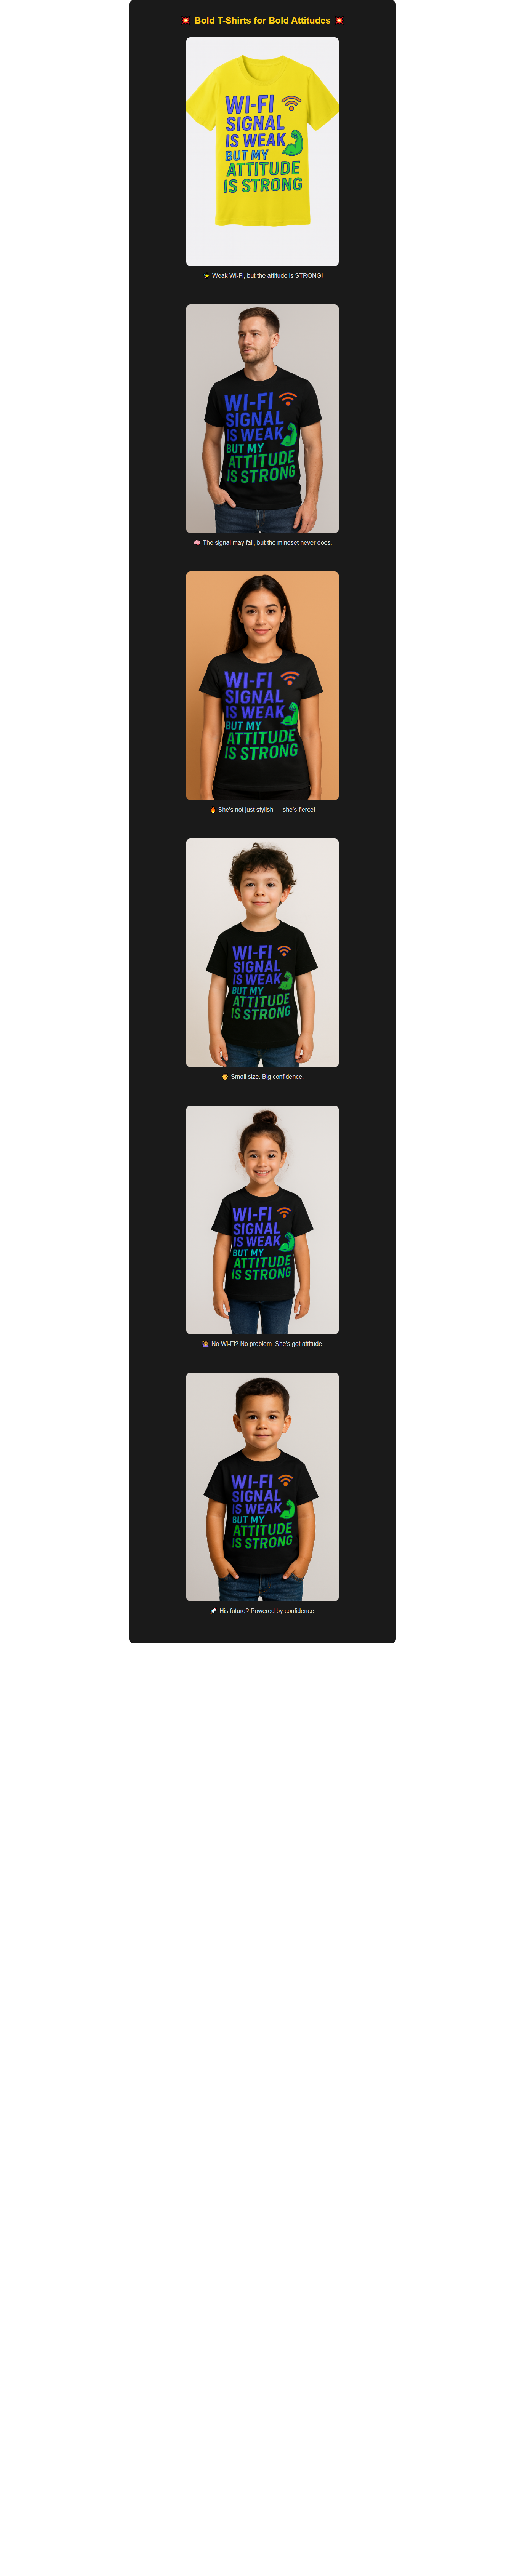 💥 Bold T-Shirts for Bold Attitudes 💥
WI-FI
SIGNAL
IS WEAK
BUT MY
ATTITUDE
IS STRONG
✨ Weak Wi-Fi, but the attitude is STRONG!
WI-FI
SIGNAL
IS WEAK
BUT MY
ATTITUDE
IS STRONG
🧠 The signal may fail, but the mindset never does.
WI-FI
SIGNAL
IS WEAK
BUT MY
ATTITUDE
IS STRONG
🔥 She's not just stylish — she's fierce!
WI-FI
SIGNAL
IS WEAK
BUT MY
ATTITUDE
IS STRONG
Small size. Big confidence.
WI-FI
SIGNAL
IS WEAK
BUT MY
ATTITUDE
IS STRONG
No Wi-Fi? No problem. She's got attitude.
WI-FI
SIGNAL
IS WEAK
BUT MY
ATTITUDE
IS STRONG
🚀 His future? Powered by confidence.